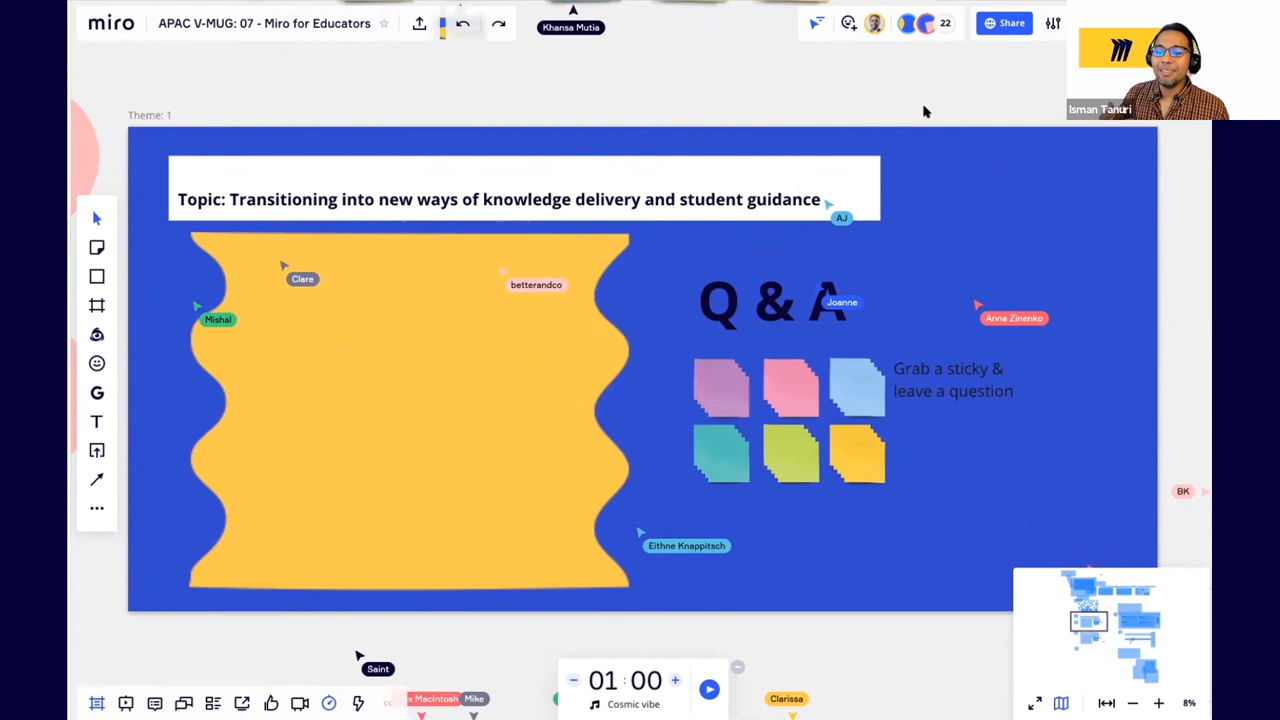 miro
APAC V-MUG: 07 - Miro for Educators
Khansa Mutia
22
Share
Isman Tanuri
Theme: 1
Topic: Transitioning into new ways of knowledge delivery and student guidance
AJ
Clare
betterandco
Mishal
Q & A
Joanne
Anna Zinenko
Grab a sticky &
leave a question
BK
Eithne Knappitsch
Saint
x MacIntosh
Mike
01 : 00
Cosmic vibe
Clarissa
8%